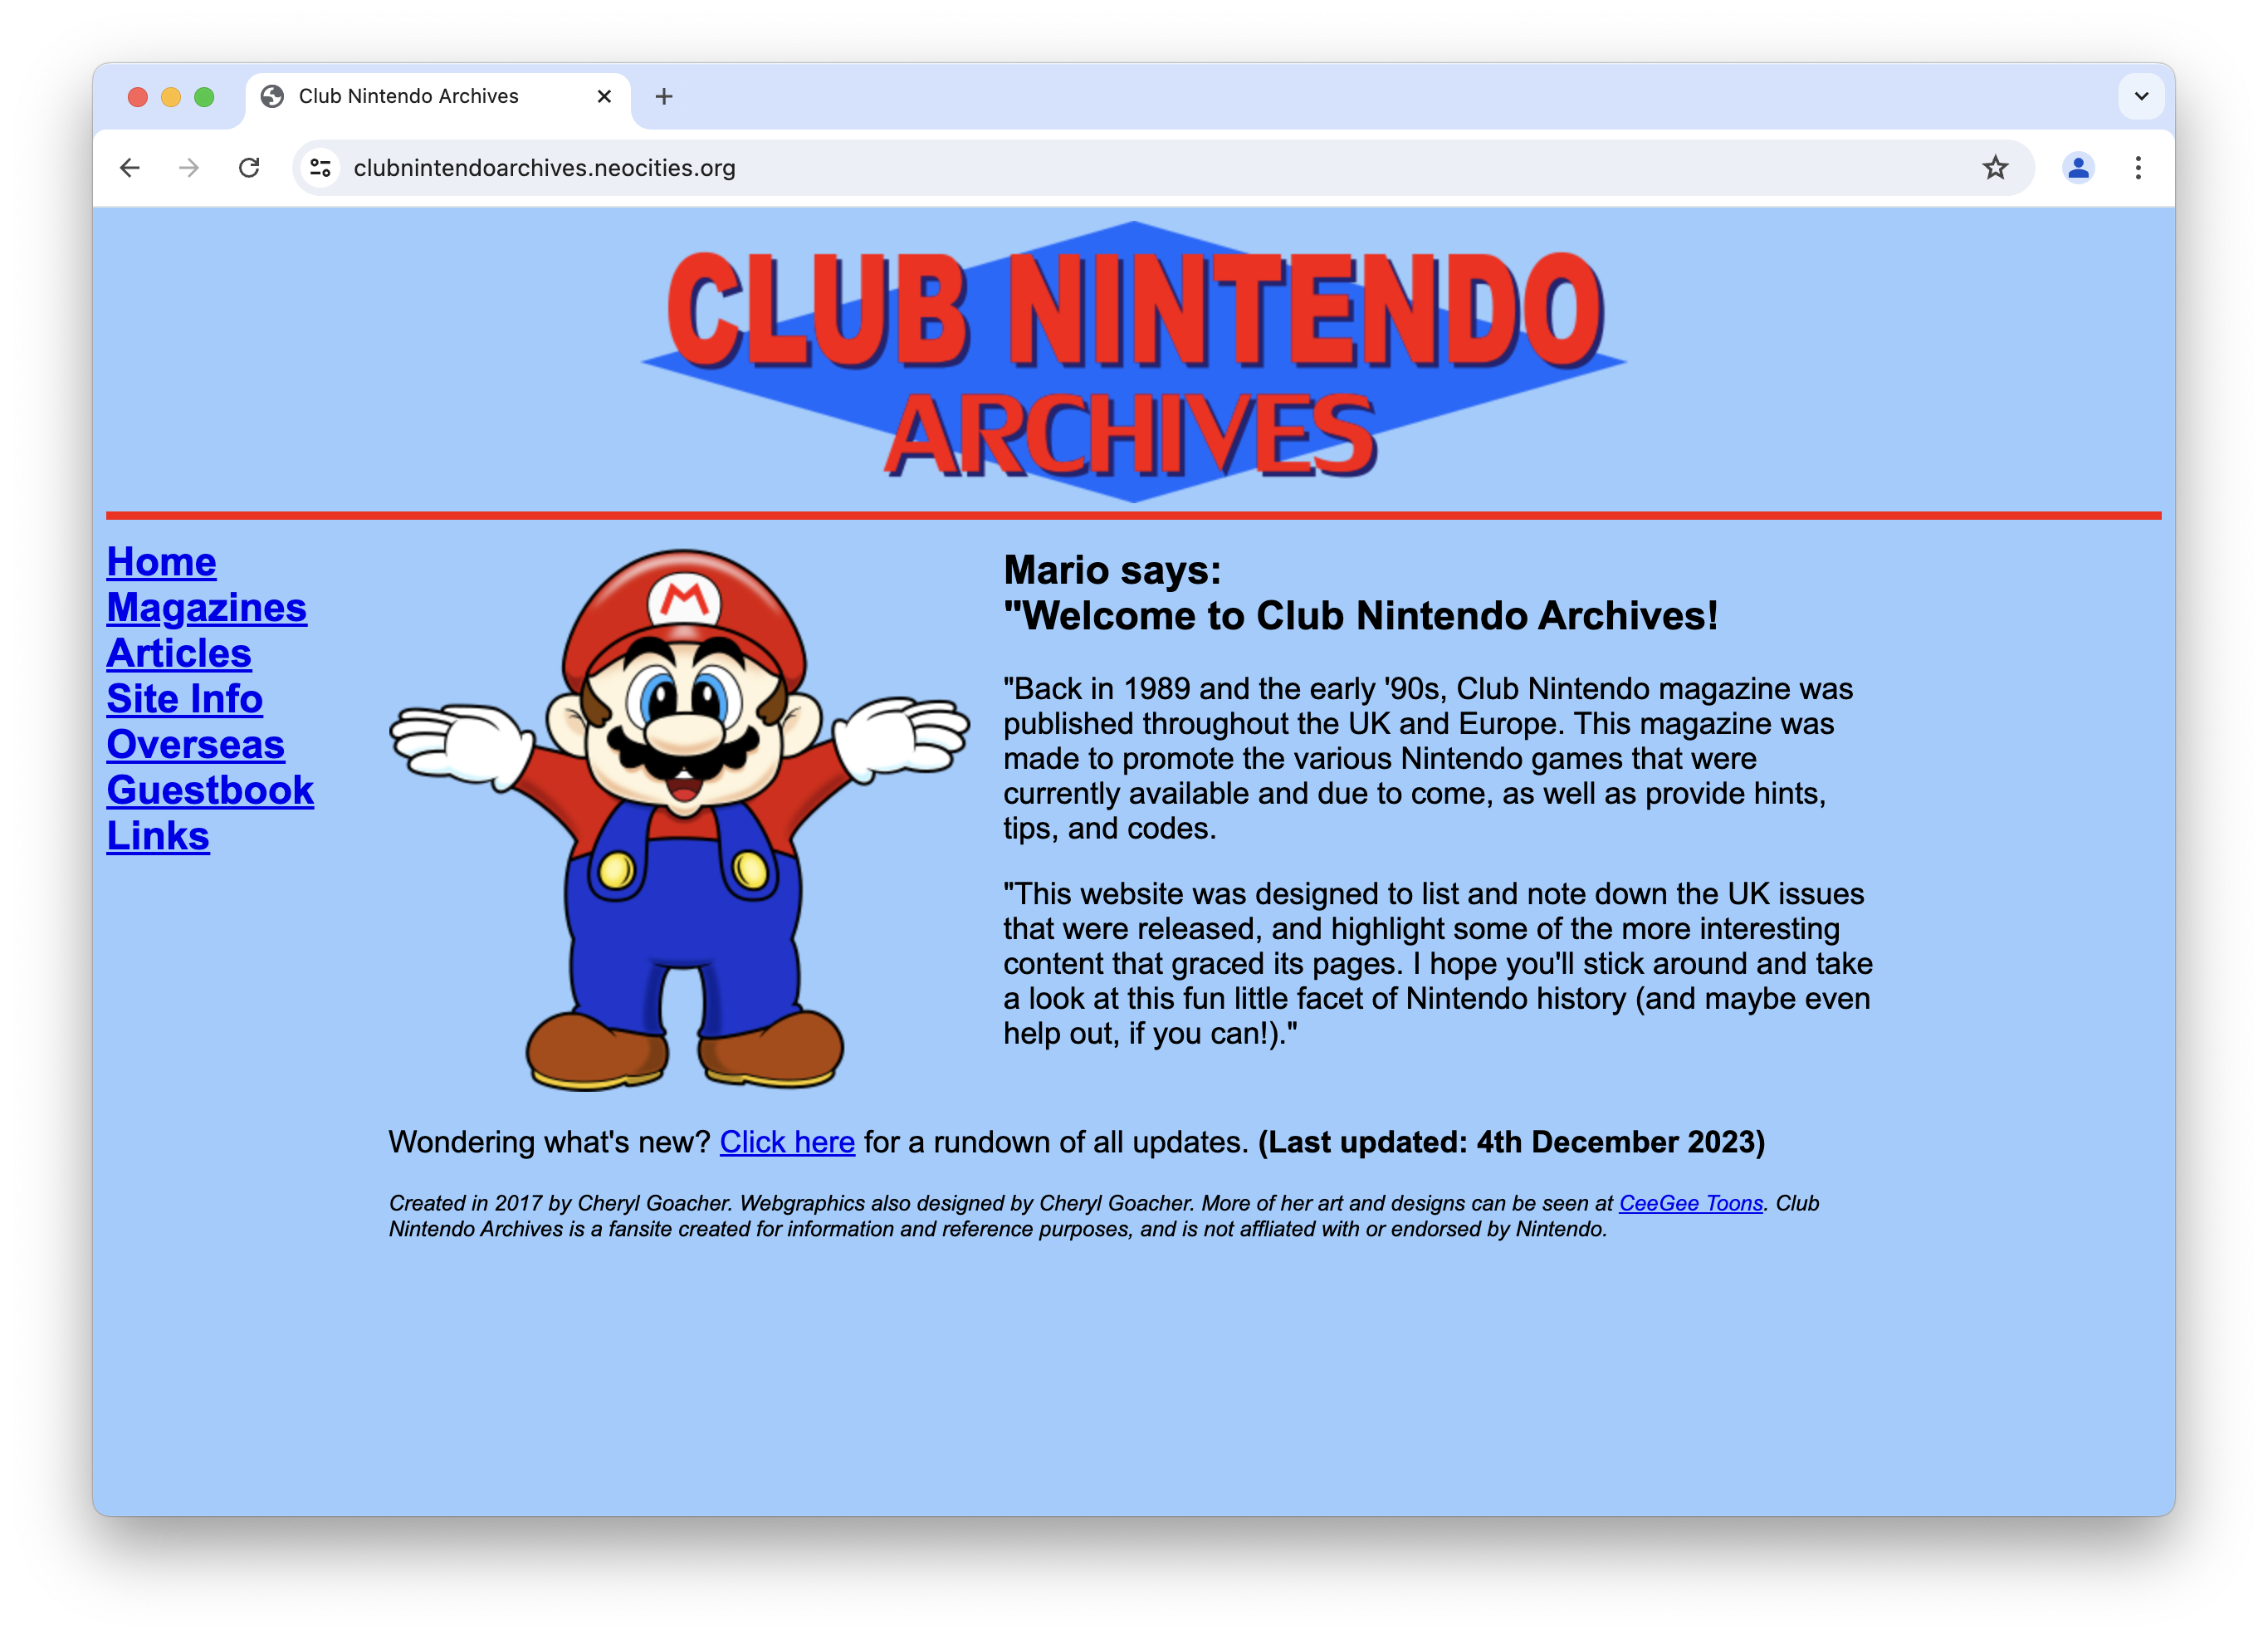 Club Nintendo Archives
clubnintendoarchives.neocities.org
CLUB NINTENDO
ARCHIVES
Home
Magazines
Articles
Site Info
Overseas
Guestbook
Links
M
Mario says:
"Welcome to Club Nintendo Archives!
"Back in 1989 and the early '90s, Club Nintendo magazine was
published throughout the UK and Europe. This magazine was
made to promote the various Nintendo games that were
currently available and due to come, as well as provide hints,
tips, and codes.
"This website was designed to list and note down the UK issues
that were released, and highlight some of the more interesting
content that graced its pages. I hope you'll stick around and take
a look at this fun little facet of Nintendo history (and maybe even
help out, if you can!)."
Wondering what's new? Click here for a rundown of all updates. (Last updated: 4th December 2023)
Created in 2017 by Cheryl Goacher. Webgraphics also designed by Cheryl Goacher. More of her art and designs can be seen at CeeGee Toons. Club
Nintendo Archives is a fansite created for information and reference purposes, and is not affliated with or endorsed by Nintendo.